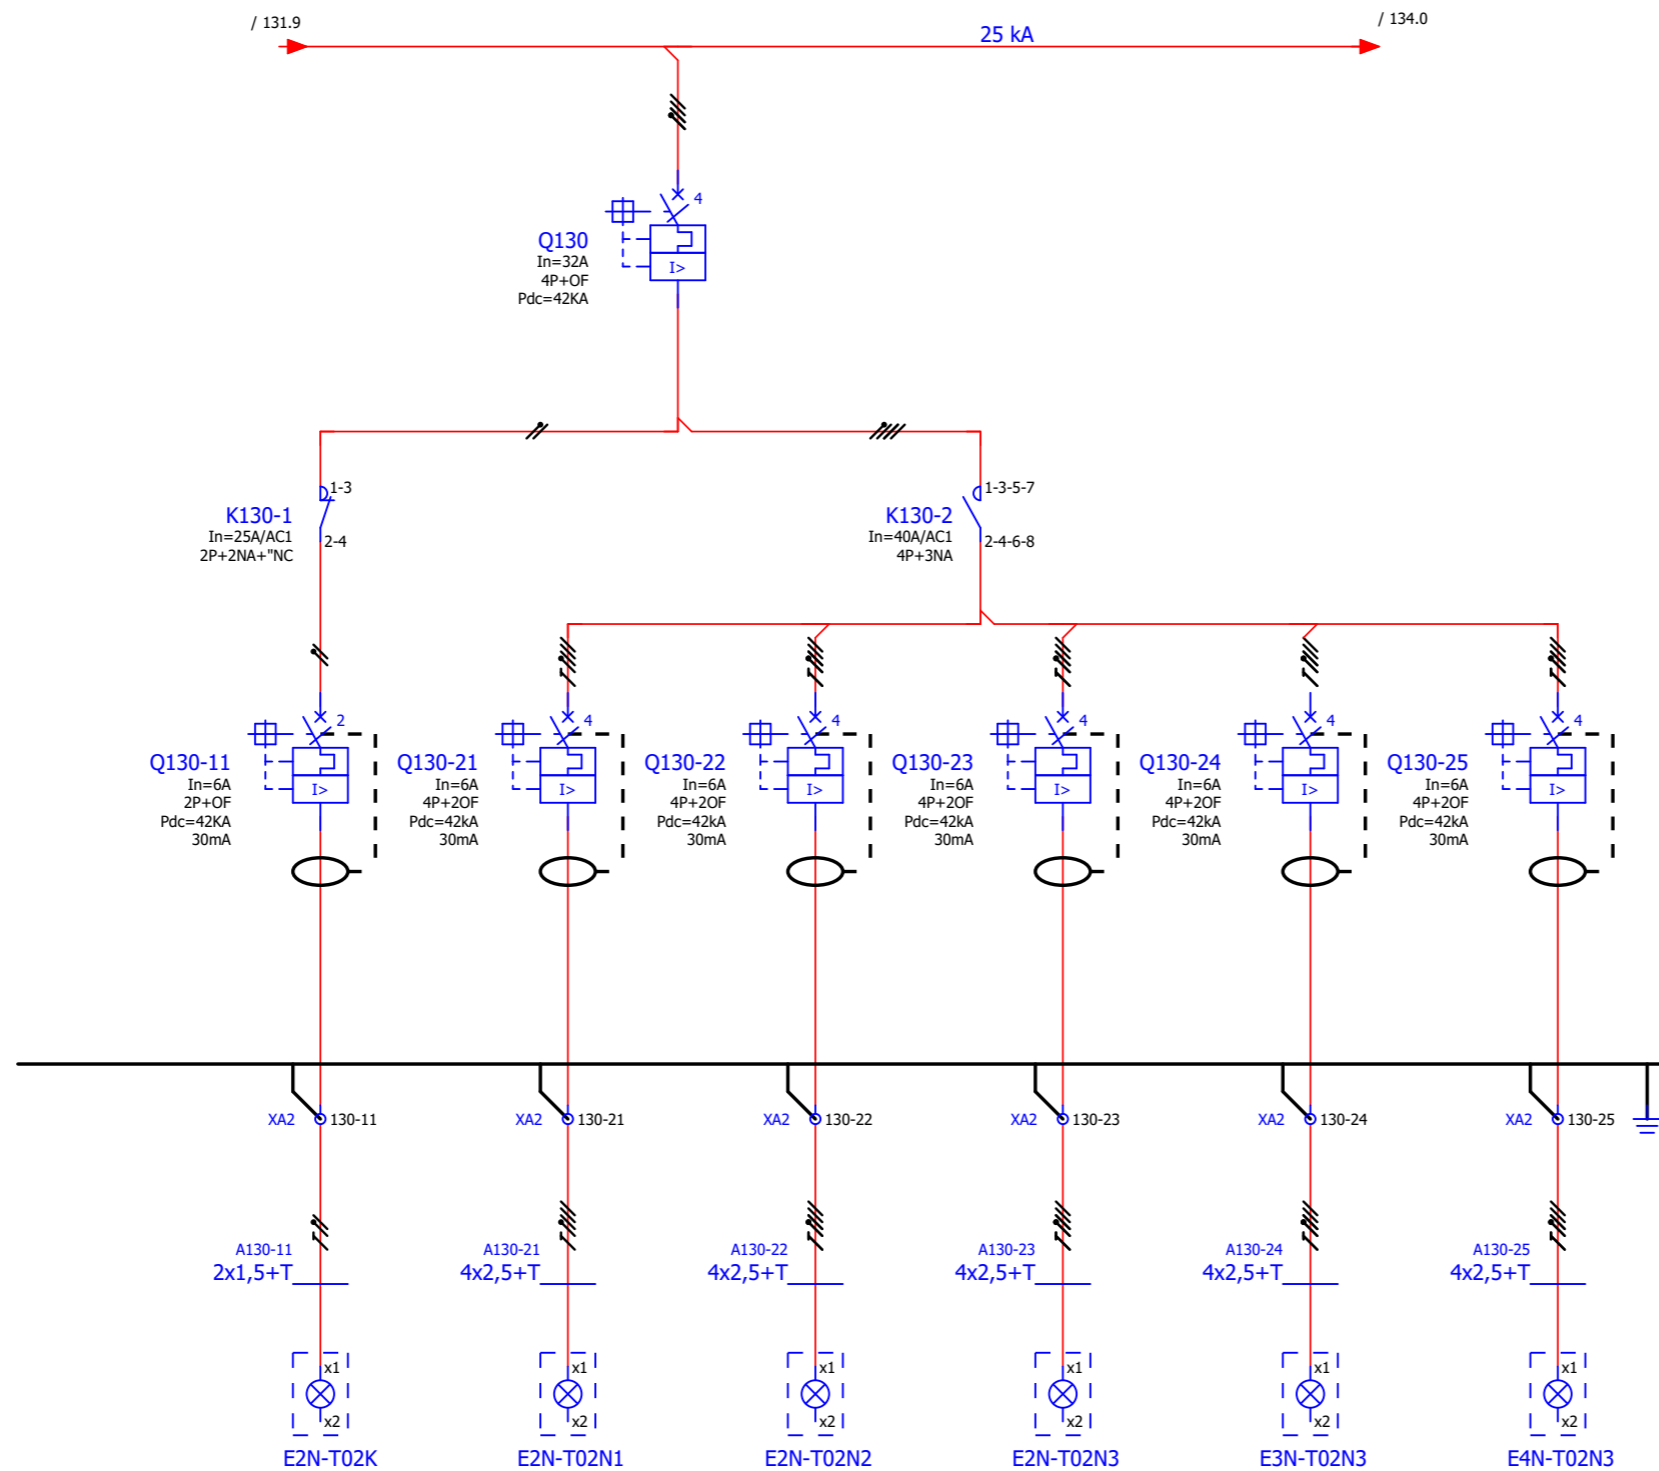 / 131.9
25 kA
/ 134.0
4
Q130
In=32A
4P+OF
Pdc=42KA
I>
1-3
K130-1
In=25A/AC1
2P+2NA+"NC
2-4
1-3-5-7
K130-2
In=40A/AC1
4P+3NA
2-4-6-8
2
Q130-11
In=6A
2P+OF
Pdc=42KA
30mA
I>
4
Q130-21
In=6A
4P+2OF
Pdc=42kA
30mA
I>
4
Q130-22
In=6A
4P+2OF
Pdc=42kA
30mA
I>
4
Q130-23
In=6A
4P+2OF
Pdc=42kA
30mA
I>
4
Q130-24
In=6A
4P+2OF
Pdc=42kA
30mA
I>
4
Q130-25
In=6A
4P+2OF
Pdc=42kA
30mA
I>
XA2 130-11
XA2 130-21
XA2 130-22
XA2 130-23
XA2 130-24
XA2 130-25
A130-11
2x1,5+T
A130-21
4x2,5+T
A130-22
4x2,5+T
A130-23
4x2,5+T
A130-24
4x2,5+T
A130-25
4x2,5+T
x1
x2
E2N-T02K
x1
x2
E2N-T02N1
x1
x2
E2N-T02N2
x1
x2
E2N-T02N3
x1
x2
E3N-T02N3
x1
x2
E4N-T02N3